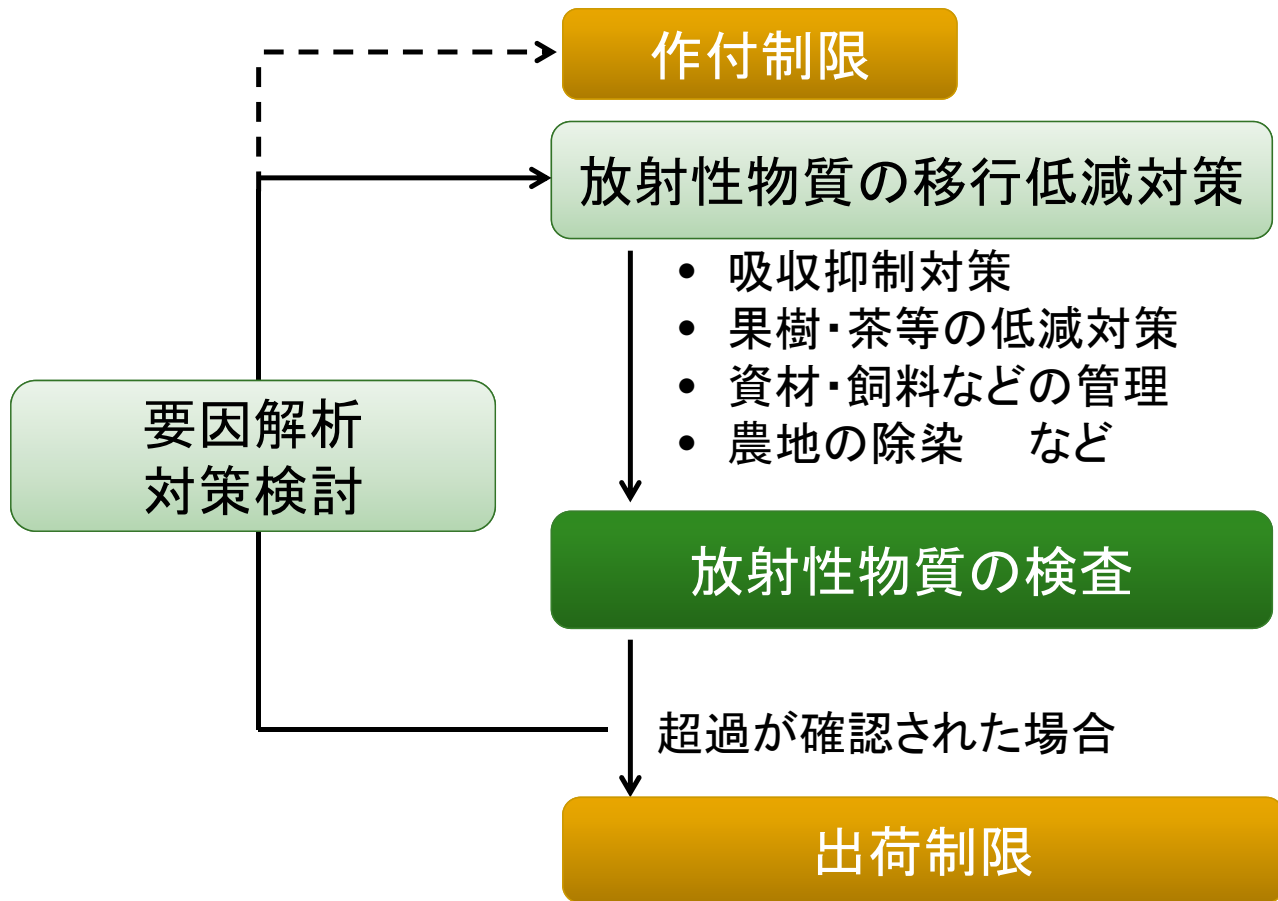 作付制限
放射性物質の移行低減対策
• 吸収抑制対策
• 果樹・茶等の低減対策
• 資材・飼料などの管理
• 農地の除染　など
要因解析
対策検討
放射性物質の検査
超過が確認された場合
出荷制限